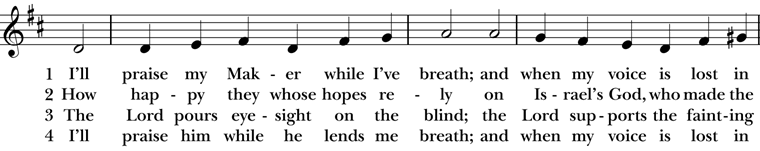 1 I'll praise my Mak - er while I've breath; and when my voice is lost in
2 How hap - py they whose hopes re - ly on Is - rael's God, who made the
3 The Lord pours eye - sight on the blind; the Lord sup - ports the faint - ing
4 I'll praise him while he lends me breath; and when my voice is lost in